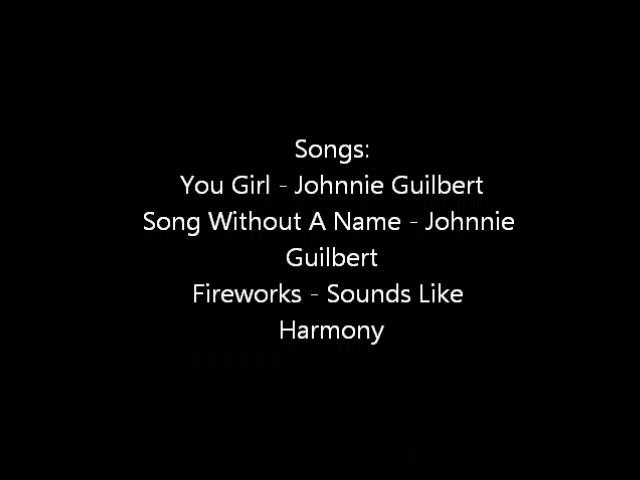 Songs:
You Girl - Johnnie Guilbert
Song Without A Name - Johnnie
Guilbert
Fireworks - Sounds Like
Harmony